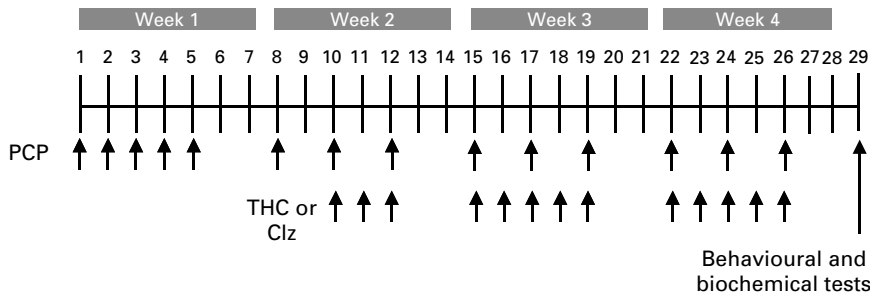 Week 1 Week 2 Week 3 Week 4
1 2 3 4 5 6 7 8 9 10 11 12 13 14 15 16 17 18 19 20 21 22 23 24 25 26 27 28 29
PCP
THC or
Clz
Behavioural and
biochemical tests